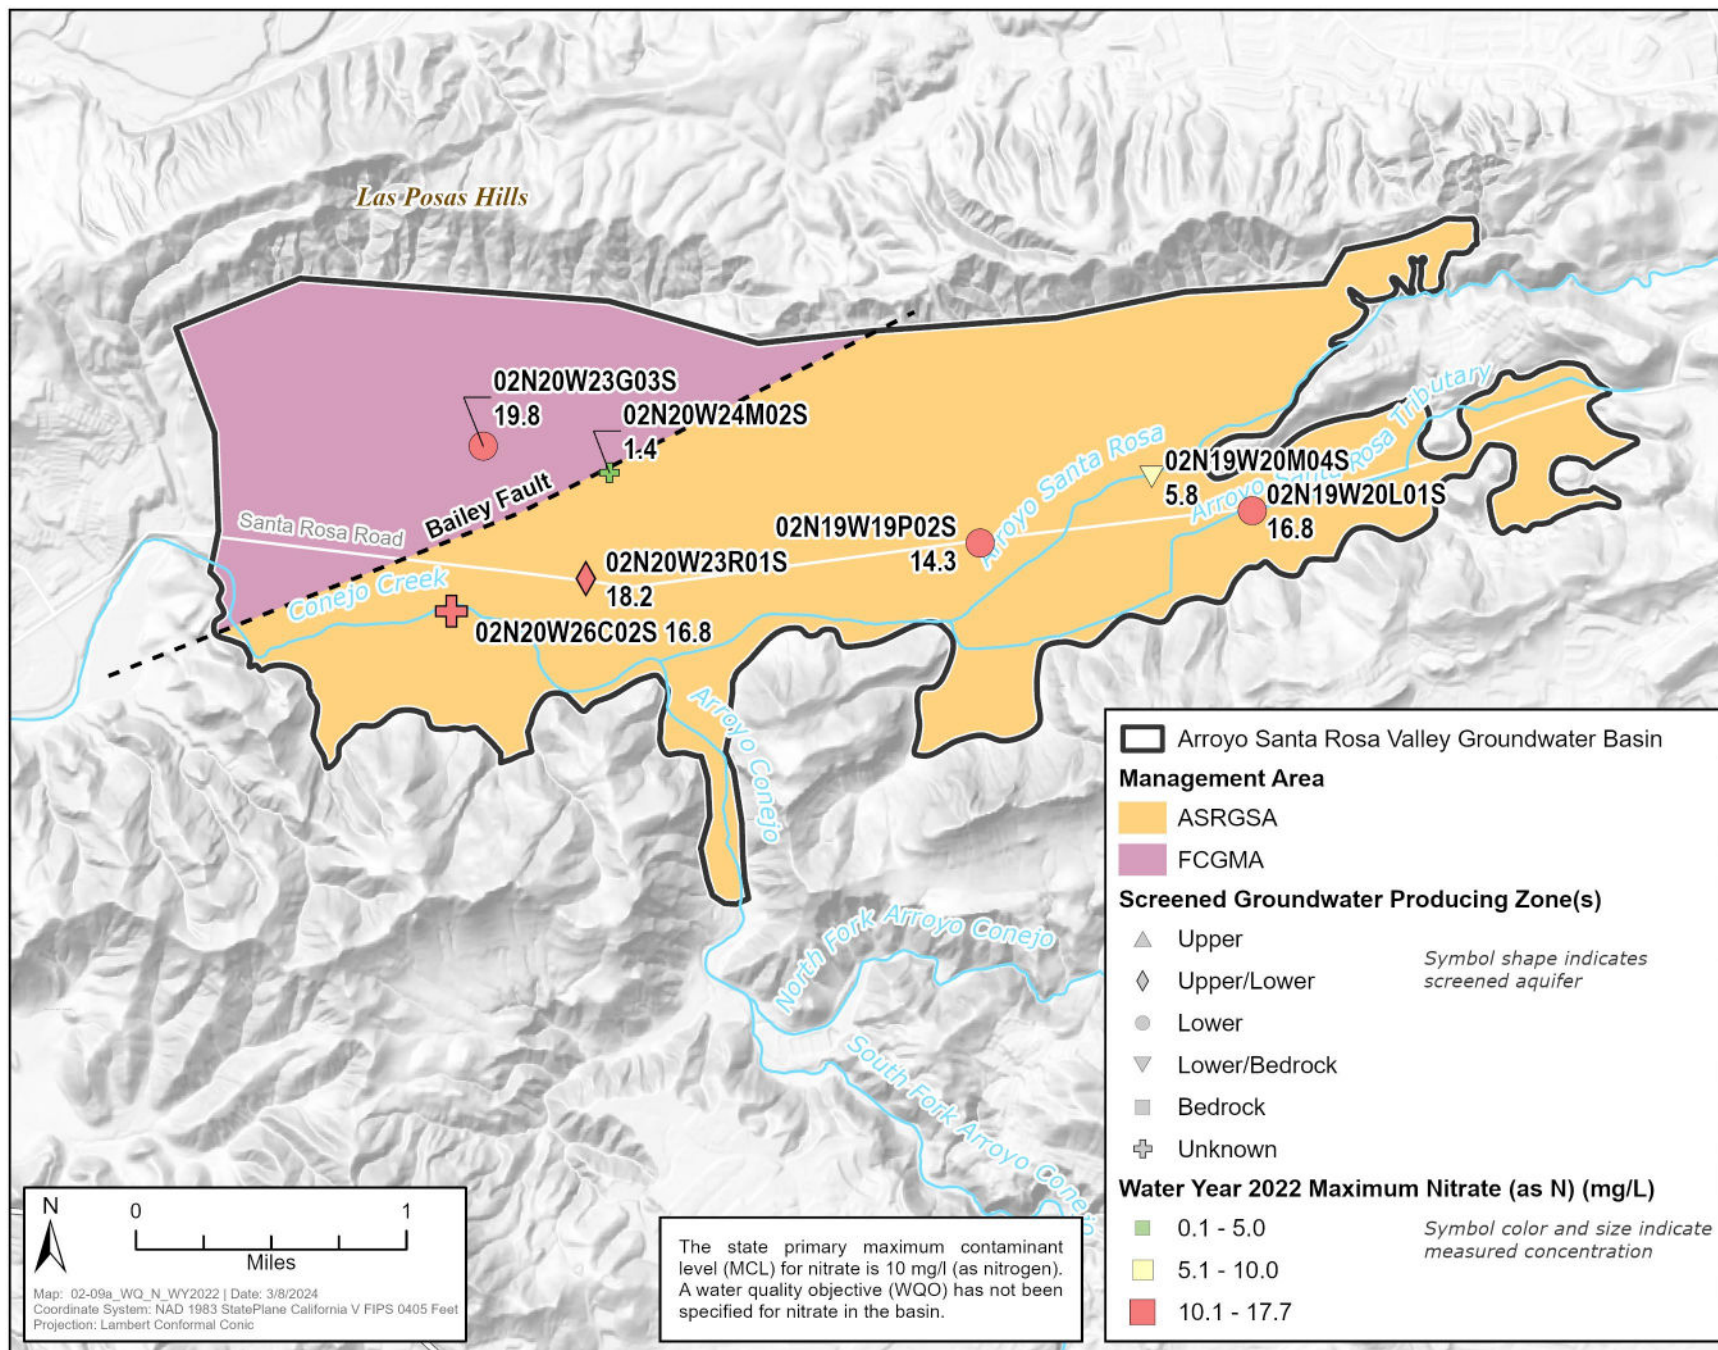 Las Posas Hills
02N20W23G03S
19.8
02N20W24M02S
1.4
Bailey Fault
Santa Rosa Road
Conejo Creek
02N20W23R01S
18.2
02N20W26C02S 16.8
02N19W19P02S
14.3
Arroyo Santa Rosa
02N19W20M04S
5.8
Arroyo Santa Rosa Tributary
02N19W20L01S
16.8
Arroyo Conejo
North Fork Arroyo Conejo
South Fork Arroyo Conejo
Arroyo Santa Rosa Valley Groundwater Basin
Management Area
ASRGSA
FCGMA
Screened Groundwater Producing Zone(s)
Upper
Upper/Lower
Lower
Lower/Bedrock
Bedrock
Unknown
Symbol shape indicates
screened aquifer
Water Year 2022 Maximum Nitrate (as N) (mg/L)
0.1 - 5.0
5.1 - 10.0
10.1 - 17.7
Symbol color and size indicate
measured concentration
N
0 1
Miles
Map: 02-09a_WQ_N_WY2022 | Date: 3/8/2024
Coordinate System: NAD 1983 StatePlane California V FIPS 0405 Feet
Projection: Lambert Conformal Conic
The state primary maximum contaminant
level (MCL) for nitrate is 10 mg/l (as nitrogen).
A water quality objective (WQO) has not been
specified for nitrate in the basin.